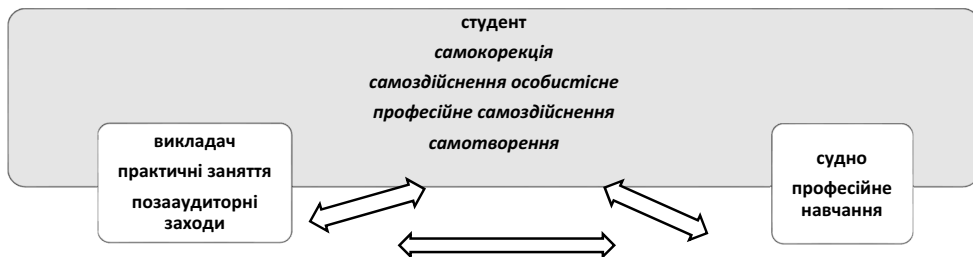 студент
самокорекція
самоздійснення особистісне
професійне самоздійснення
самотворення
викладач
практичні заняття
позааудиторні
заходи
судно
професійне
навчання